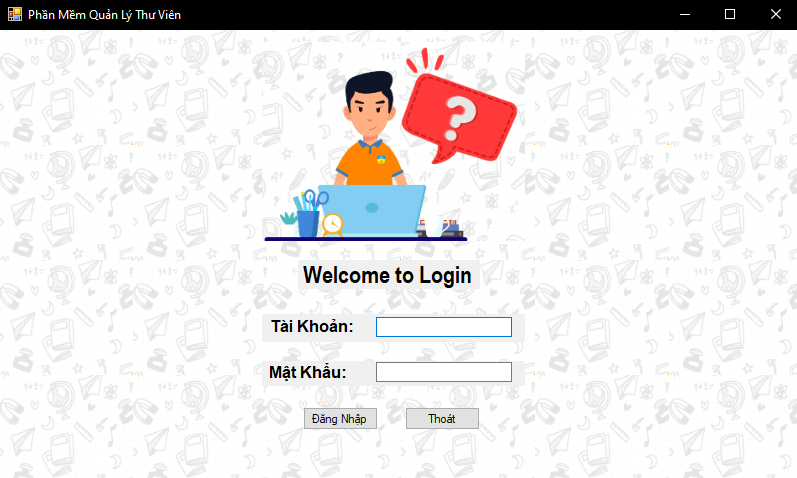 Phần Mềm Quản Lý Thư Viên
?
Welcome to Login
Tài Khoản:
Mật Khẩu:
Đăng Nhập Thoát